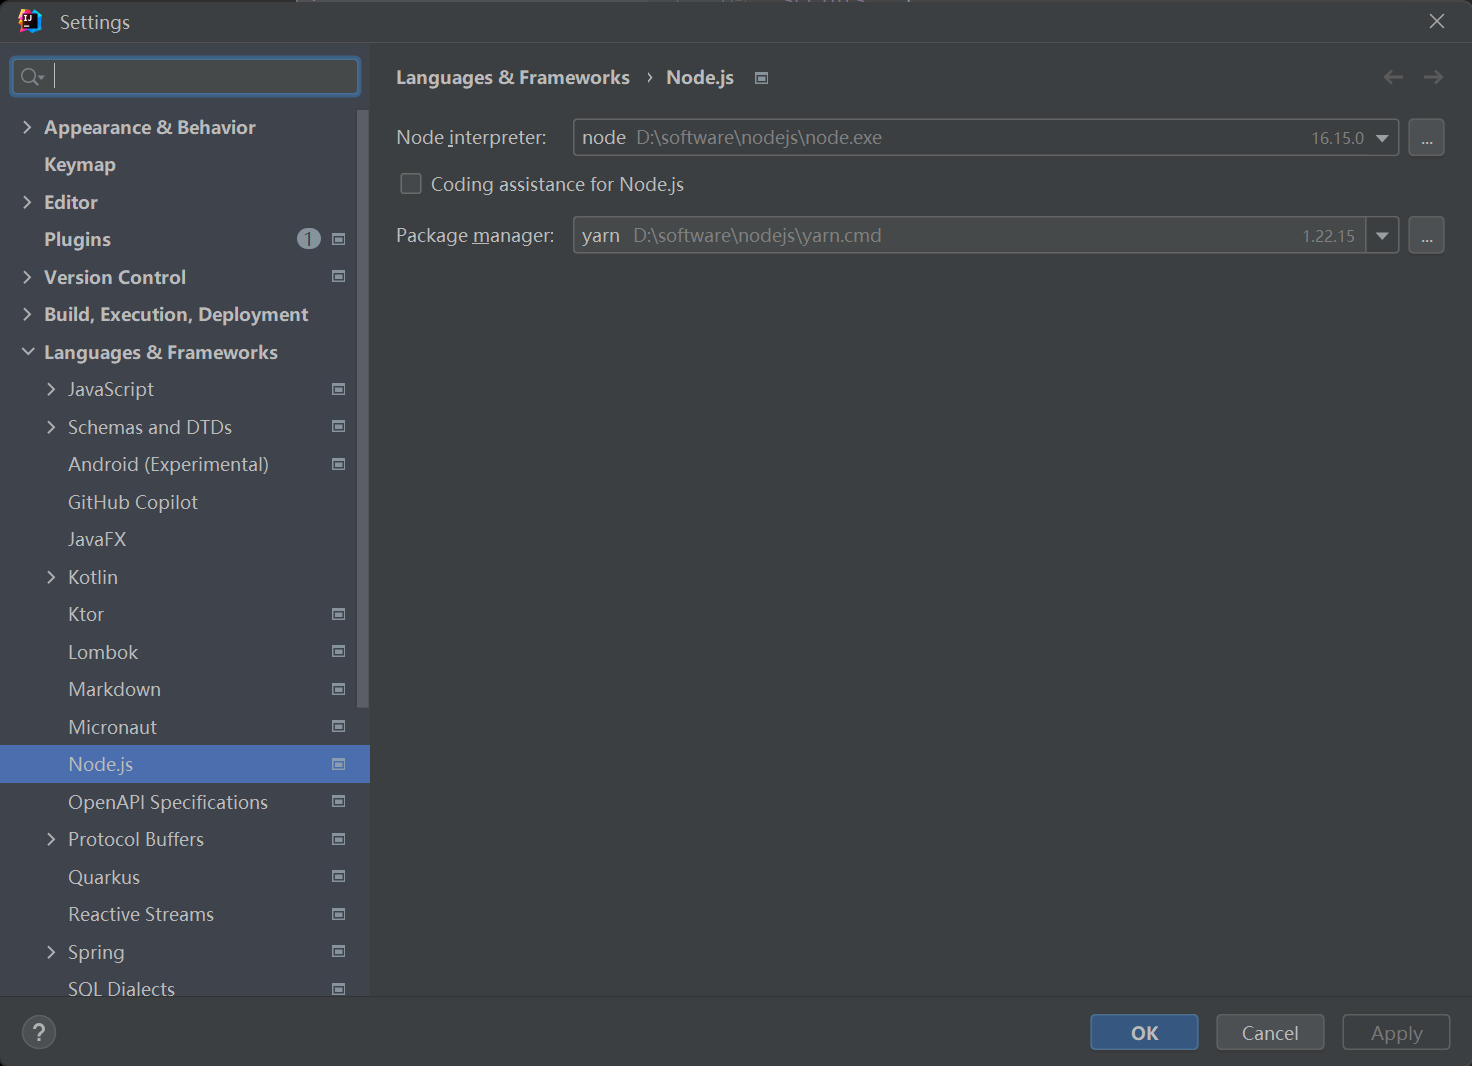 Settings
Appearance & Behavior
Keymap
Editor
Plugins 1
Version Control
Build, Execution, Deployment
Languages & Frameworks
JavaScript
Schemas and DTDs
Android (Experimental)
GitHub Copilot
JavaFX
Kotlin
Ktor
Lombok
Markdown
Micronaut
Node.js
OpenAPI Specifications
Protocol Buffers
Quarkus
Reactive Streams
Spring
SQL Dialects
Languages & Frameworks › Node.js
Node interpreter: node D:\software\nodejs\node.exe 16.15.0 ...
Coding assistance for Node.js
Package manager: yarn D:\software\nodejs\yarn.cmd 1.22.15 ...
? OK Cancel Apply